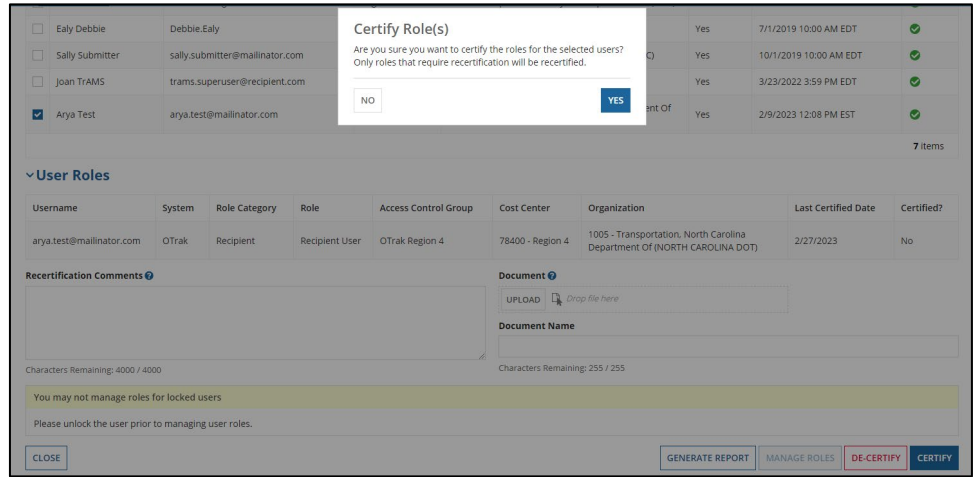 Certify Role(s)
Are you sure you want to certify the roles for the selected users?
Only roles that require recertification will be recertified.
NO YES
Ealy Debbie Debbie.Ealy Yes 7/1/2019 10:00 AM EDT
Sally Submitter sally.submitter@mailinator.com C) Yes 10/1/2019 10:00 AM EDT
Joan TrAMS trams.superuser@recipient.com Yes 3/23/2022 3:59 PM EDT
Arya Test arya.test@mailinator.com ent Of Yes 2/9/2023 12:08 PM EST
7 items
User Roles
Username System Role Category Role Access Control Group Cost Center Organization Last Certified Date Certified?
arya.test@mailinator.com OTrak Recipient Recipient User OTrak Region 4 78400 - Region 4 1005 - Transportation, North Carolina 2/27/2023 No
Department Of (NORTH CAROLINA DOT)
Recertification Comments Document
UPLOAD Drop file here
Document Name
Characters Remaining: 4000 / 4000 Characters Remaining: 255 / 255
You may not manage roles for locked users
Please unlock the user prior to managing user roles.
CLOSE GENERATE REPORT MANAGE ROLES DE-CERTIFY CERTIFY